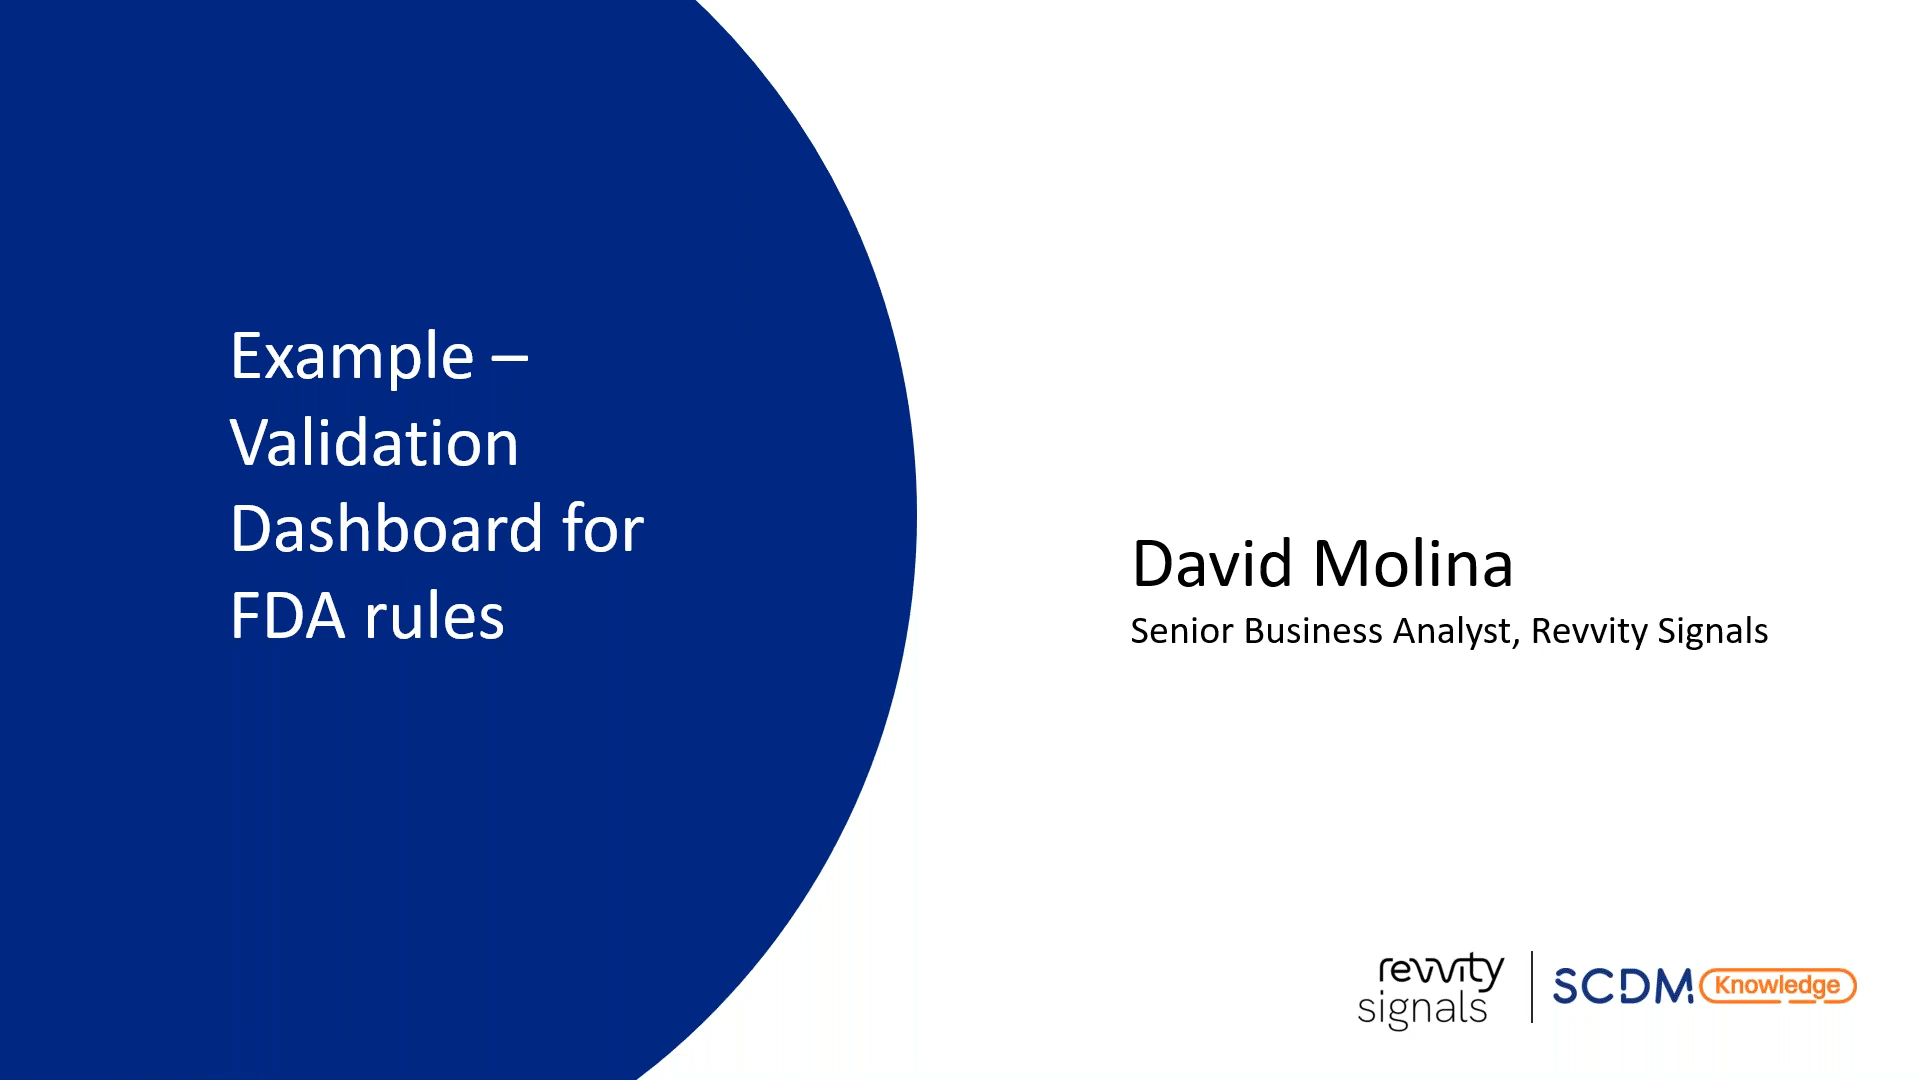 Example –
Validation
Dashboard for
FDA rules
David Molina
Senior Business Analyst, Revvity Signals
revvity
signals
SCDM Knowledge